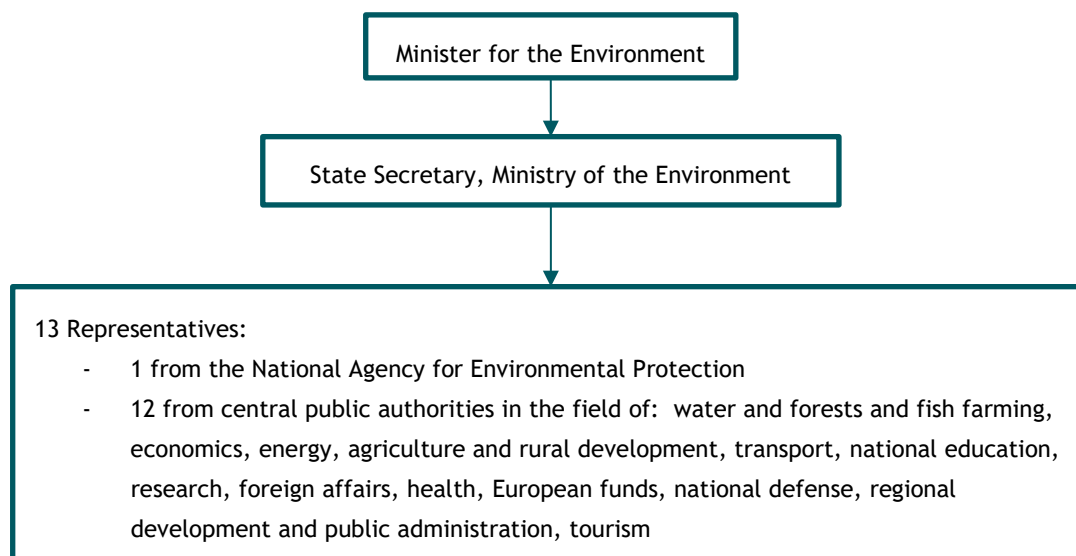 Minister for the Environment
State Secretary, Ministry of the Environment
13 Representatives:
- 1 from the National Agency for Environmental Protection
- 12 from central public authorities in the field of: water and forests and fish farming,
economics, energy, agriculture and rural development, transport, national education,
research, foreign affairs, health, European funds, national defense, regional
development and public administration, tourism